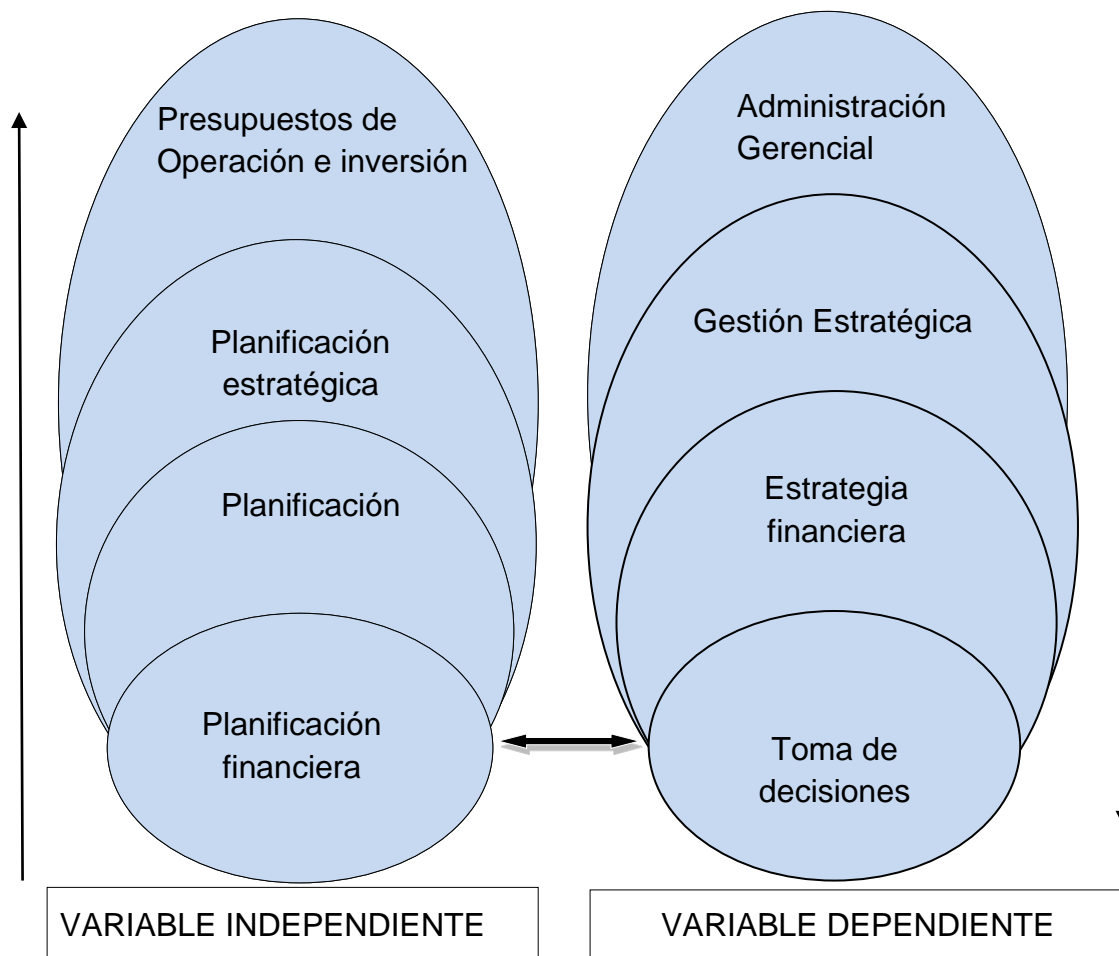 Presupuestos de
Operación e inversión
Planificación
estratégica
Planificación
Planificación
financiera
VARIABLE INDEPENDIENTE
Administración
Gerencial
Gestión Estratégica
Estrategia
financiera
Toma de
decisiones
VARIABLE DEPENDIENTE